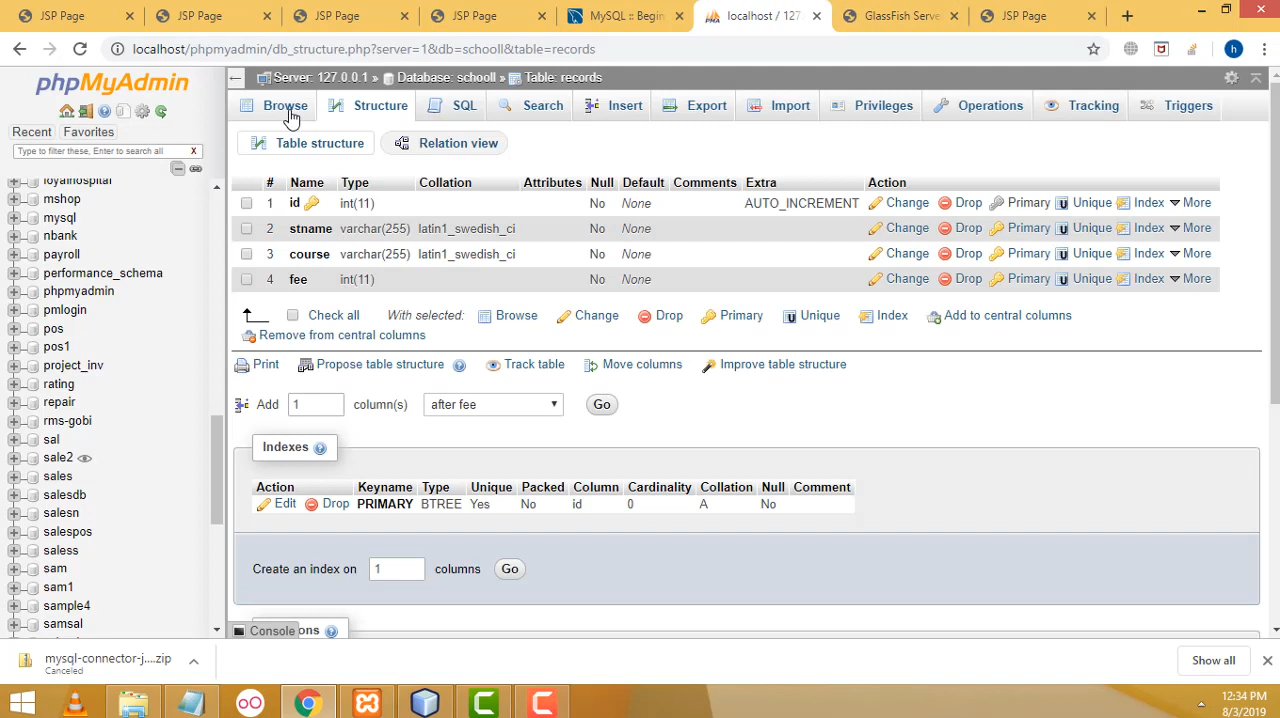 JSP Page
JSP Page
JSP Page
JSP Page
MySQL :: Begin
localhost / 127.
GlassFish Serve
JSP Page
localhost/phpmyadmin/db_structure.php?server=1&db=schooll&table=records
h
phpMyAdmin
Recent
Favorites
Type to filter these, Enter to search all
X
loyalhospital
mshop
mysql
nbank
payroll
performance_schema
phpmyadmin
pmlogin
pos
pos1
project_inv
rating
repair
rms-gobi
sal
sale2
sales
salesdb
salesn
salespos
saless
sam
sam1
sample4
samsal
Server: 127.0.0.1 » Database: schooll » Table: records
Browse
Structure
SQL
Search
Insert
Export
Import
Privileges
Operations
Tracking
Triggers
Table structure
Relation view
# Name Type Collation Attributes Null Default Comments Extra Action
1 id int(11) No None AUTO_INCREMENT Change Drop Primary Unique Index More
2 stname varchar(255) latin1_swedish_ci No None Change Drop Primary Unique Index More
3 course varchar(255) latin1_swedish_ci No None Change Drop Primary Unique Index More
4 fee int(11) No None Change Drop Primary Unique Index More
Check all With selected: Browse Change Drop Primary Unique Index Add to central columns
Remove from central columns
Print Propose table structure Track table Move columns Improve table structure
Add 1 column(s) after fee Go
Indexes
Action Keyname Type Unique Packed Column Cardinality Collation Null Comment
Edit Drop PRIMARY BTREE Yes No id 0 A No
Create an index on 1 columns Go
Console
ons
mysql-connector-j....zip
Canceled
Show all
12:34 PM
8/3/2019